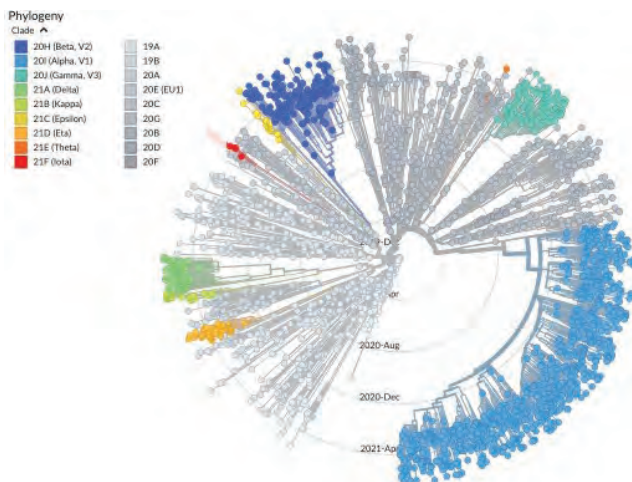 Phylogeny
Clade
20H (Beta, V2)
20I (Alpha, V1)
20J (Gamma, V3)
21A (Delta)
21B (Kappa)
21C (Epsilon)
21D (Eta)
21E (Theta)
21F (Iota)
19A
19B
20A
20E (EU1)
20C
20G
20B
20D
20F
2020-Aug
2020-Dec
2021-Apr